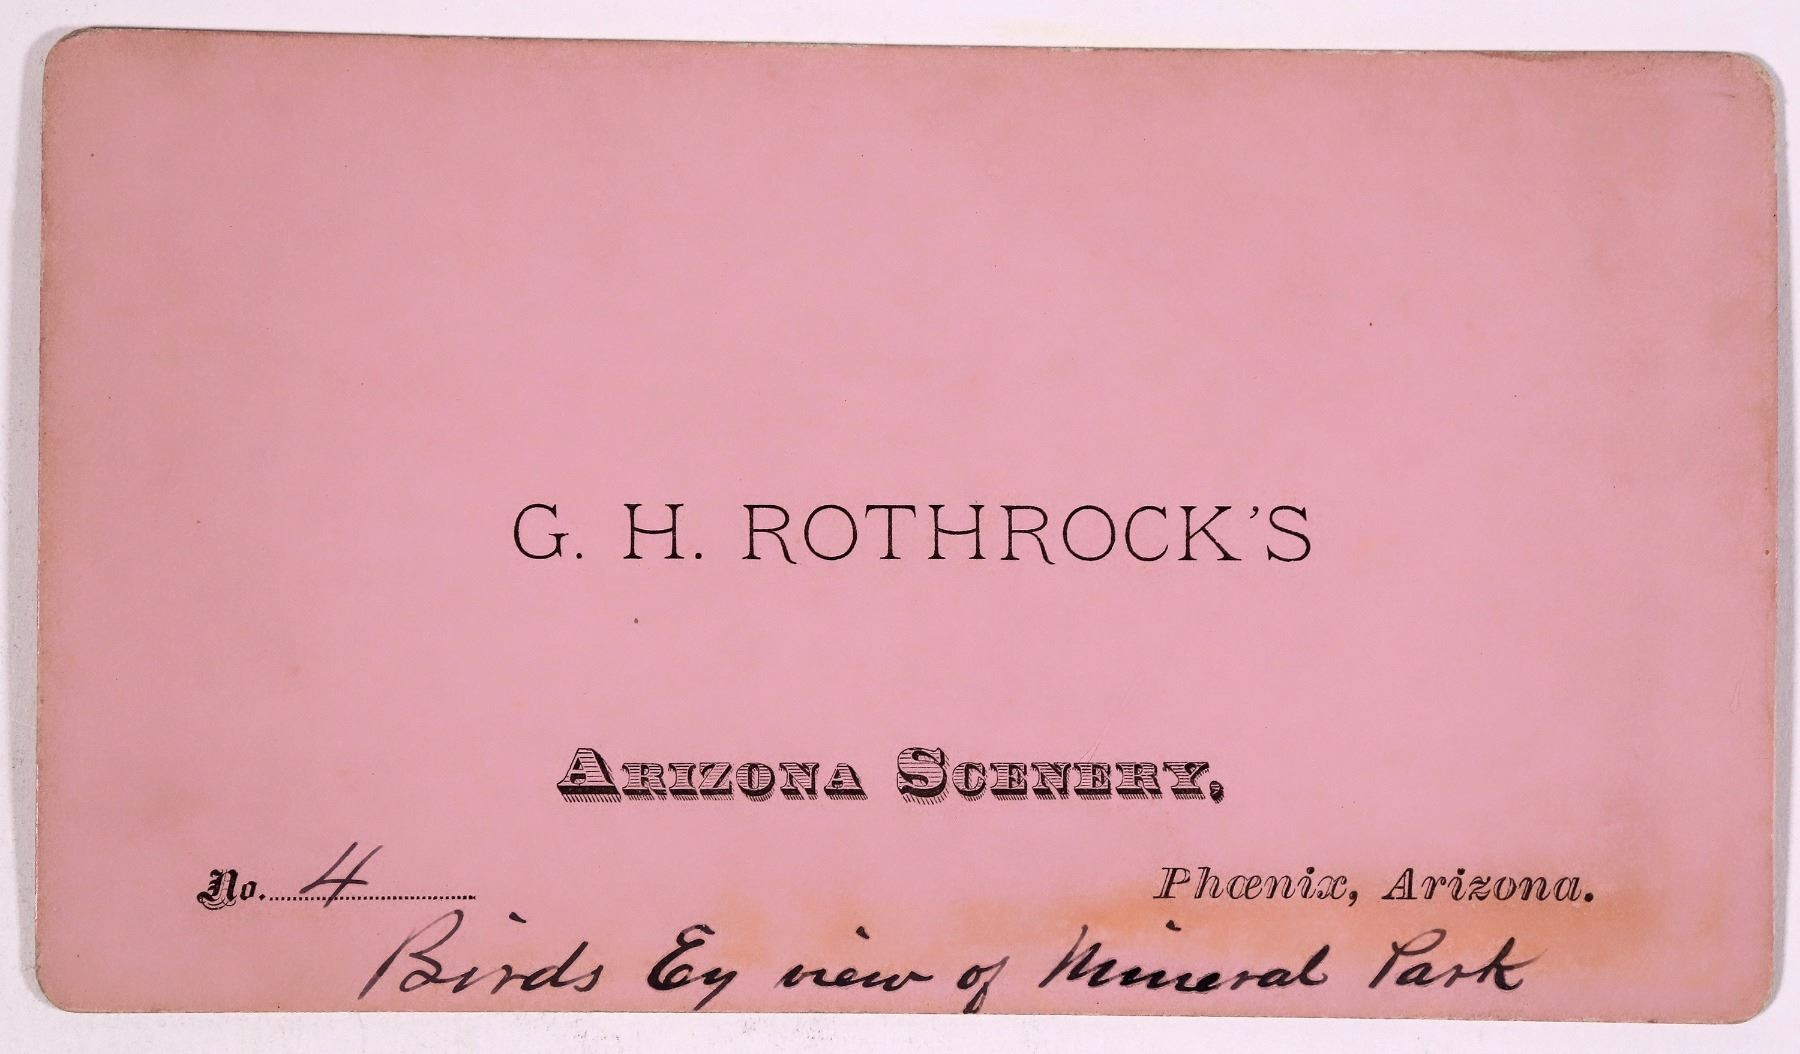 G. H. ROTHROCK'S
ARIZONA SCENERY,
No. 4
Phœnix, Arizona.
Birds Ey view of Mineral Park